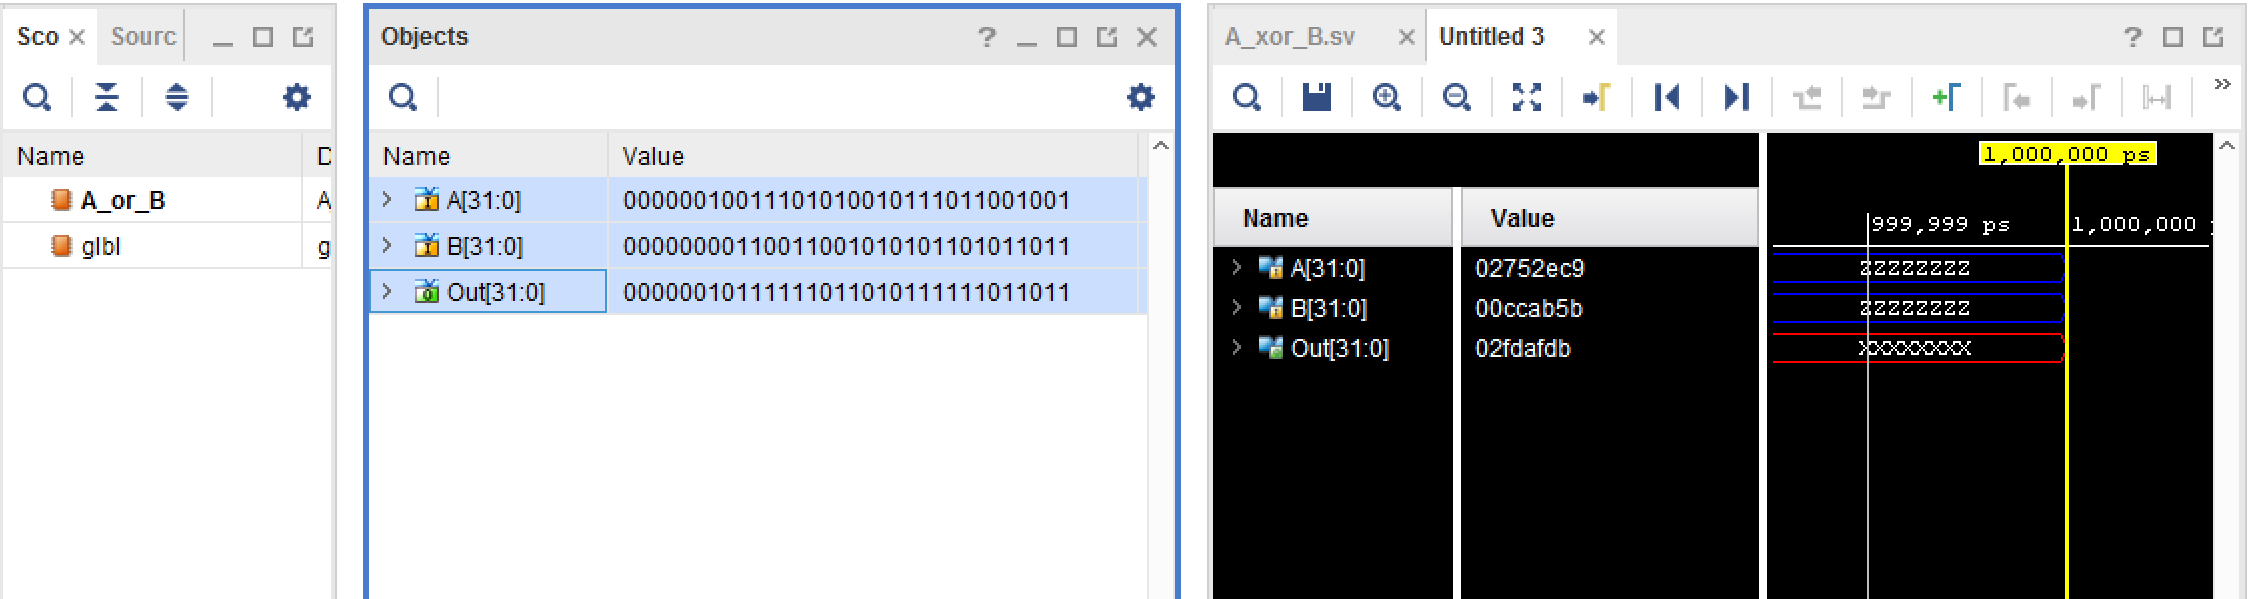 Sco Sourc
Name D
A_or_B A
glbl g
Objects
Name Value
A[31:0] 00000010011101010010111011001001
B[31:0] 00000000110011001010101101011011
Out[31:0] 00000010111111011010111111011011
A_xor_B.sv Untitled 3
1,000,000 ps
Name Value
999,999 ps 1,000,000
A[31:0] 02752ec9 ZZZZZZZZ
B[31:0] 00ccab5b ZZZZZZZZ
Out[31:0] 02fdafdb XXXXXXXX